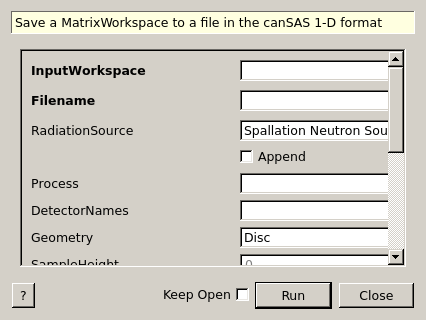 Save a MatrixWorkspace to a file in the canSAS 1-D format
InputWorkspace
Filename
RadiationSource Spallation Neutron Sou
Append
Process
DetectorNames
Geometry Disc
SampleHeight 0
? Keep Open Run Close